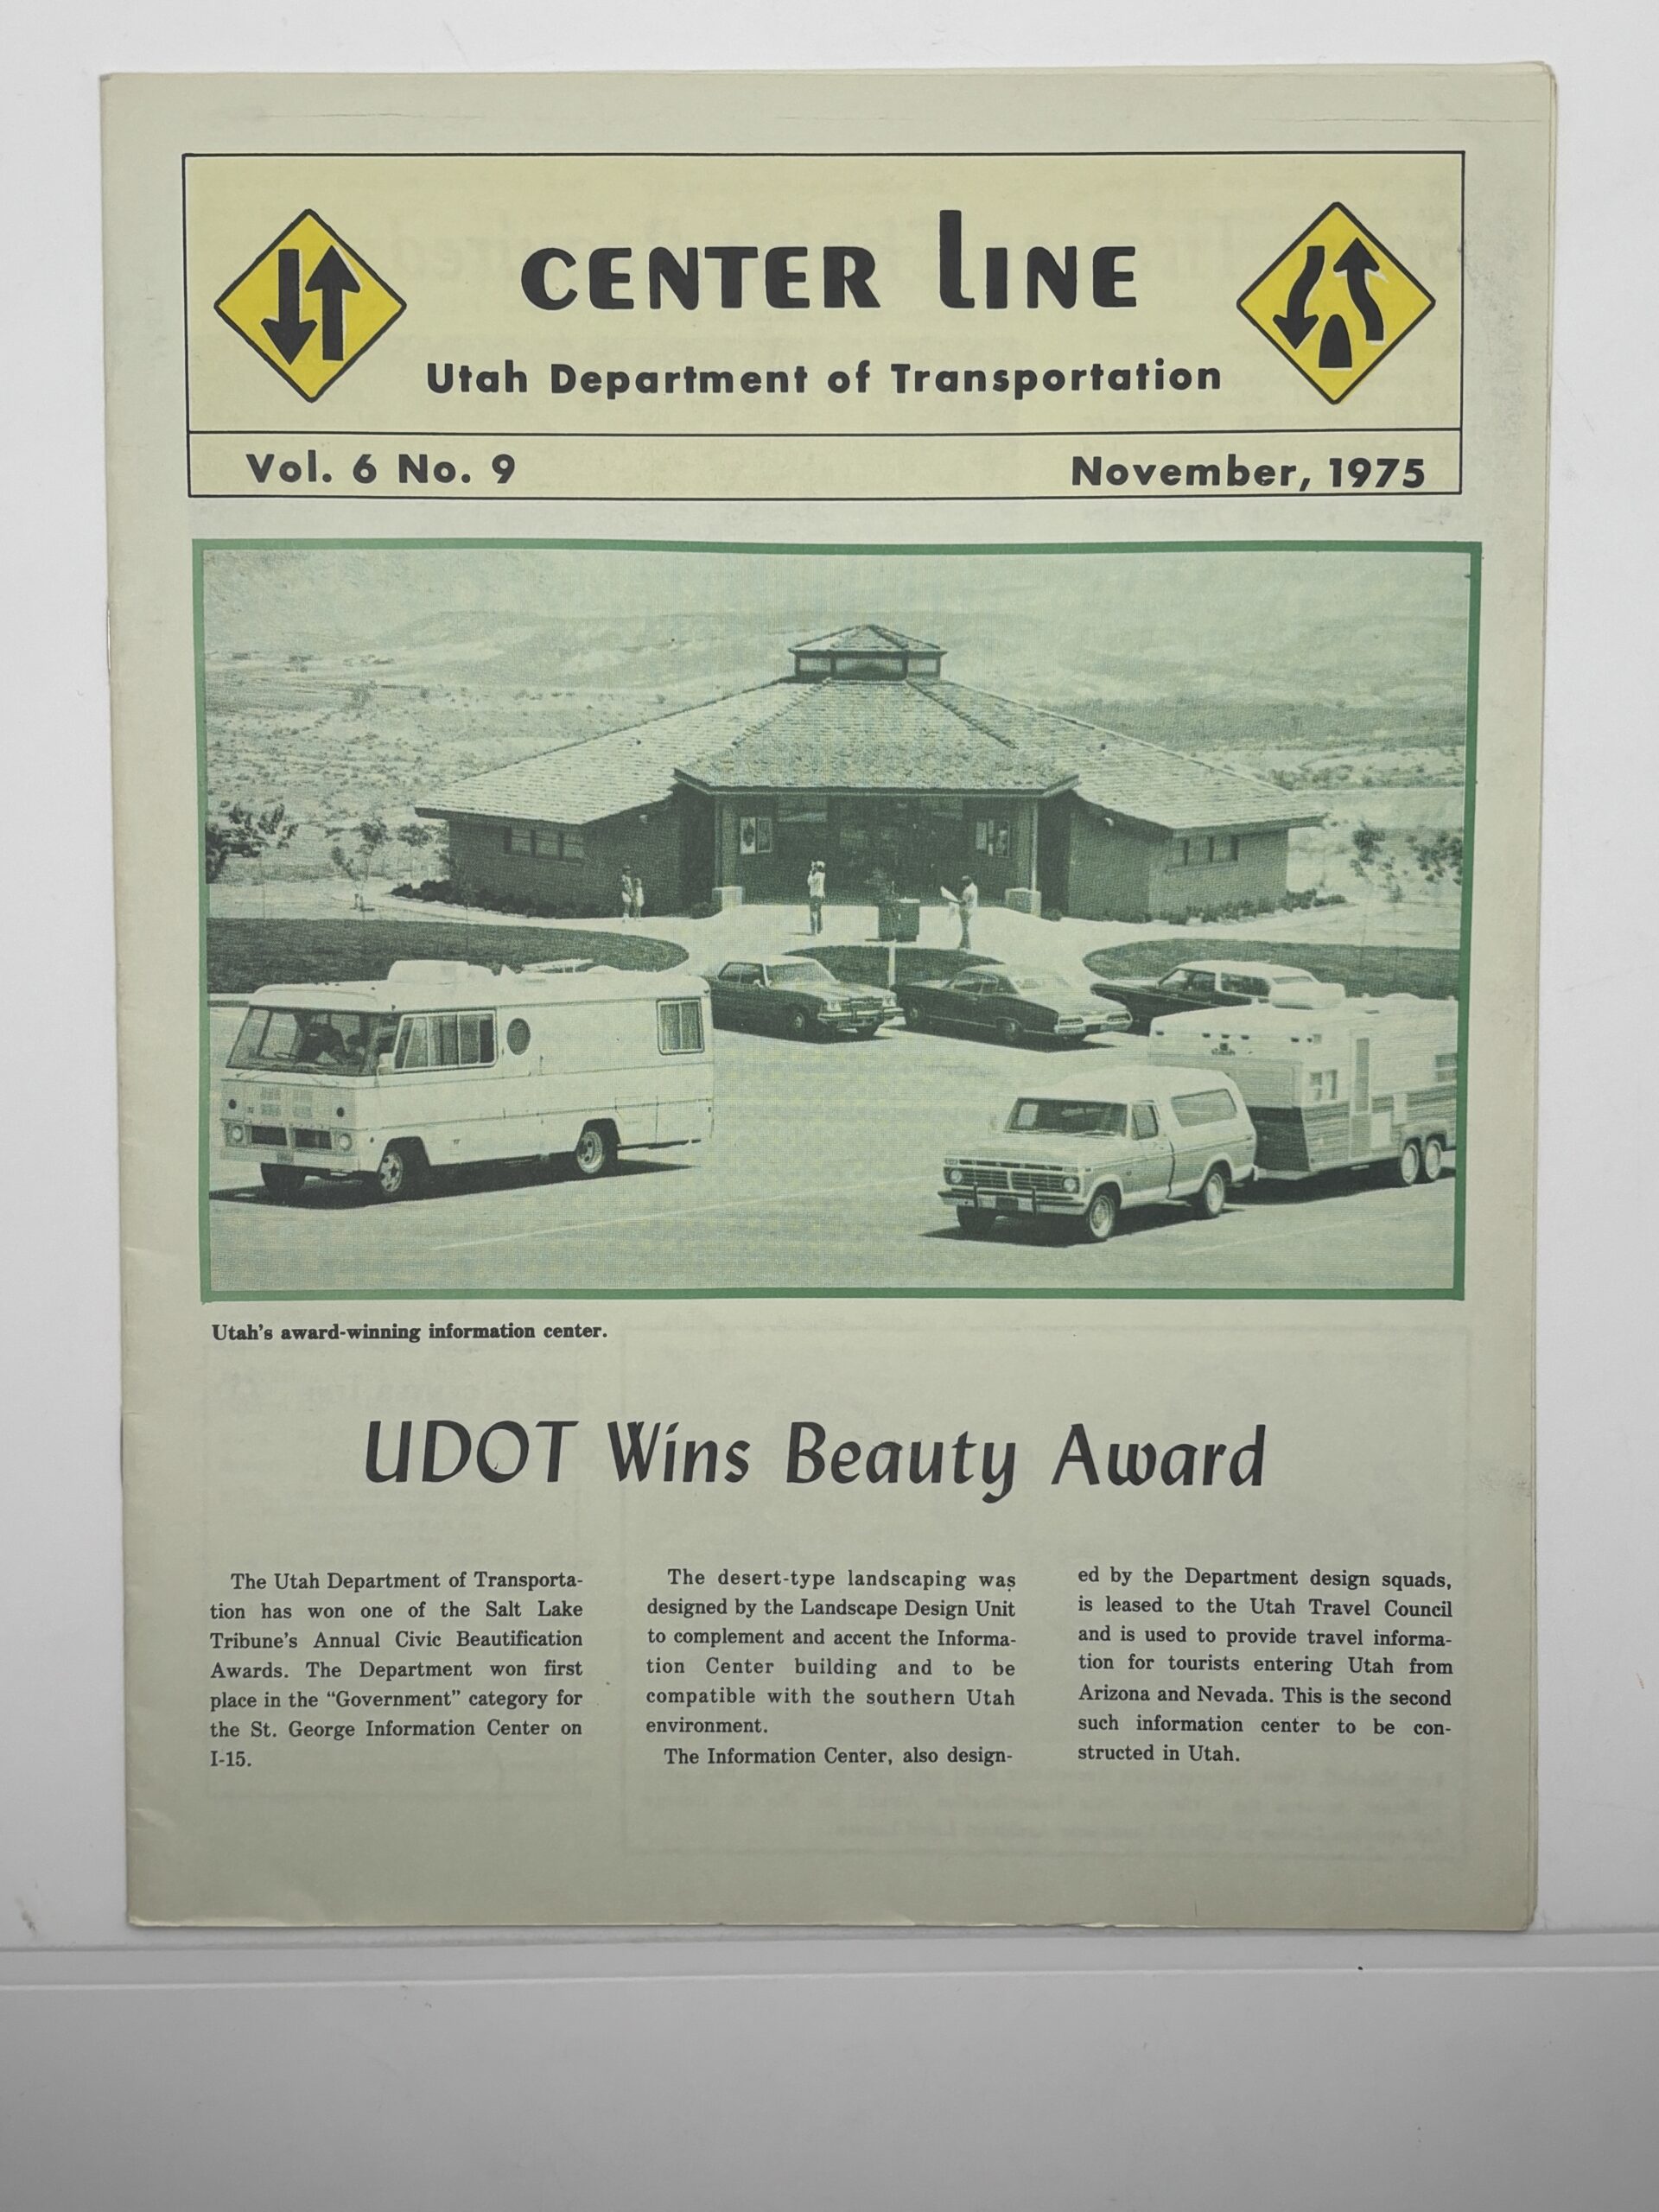 CENTER LINE
Utah Department of Transportation
Vol. 6 No. 9
November, 1975
Utah's award-winning information center.
UDOT Wins Beauty Award
The Utah Department of Transporta-
tion has won one of the Salt Lake
Tribune's Annual Civic Beautification
Awards. The Department won first
place in the "Government" category for
the St. George Information Center on
I-15.
The desert-type landscaping was
designed by the Landscape Design Unit
to complement and accent the Informa-
tion Center building and to be
compatible with the southern Utah
environment.
The Information Center, also design-
ed by the Department design squads,
is leased to the Utah Travel Council
and is used to provide travel informa-
tion for tourists entering Utah from
Arizona and Nevada. This is the second
such information center to be con-
structed in Utah.